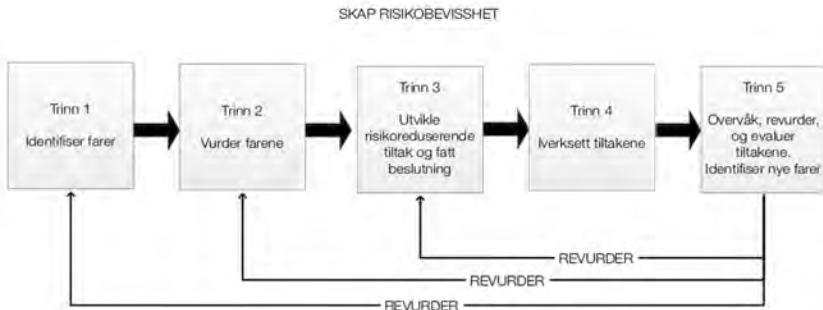 SKAP RISIKOBEVISSHET
Trinn 1
Identifiser farer
Trinn 2
Vurder farene
Trinn 3
Utvikle
risikoreduserende
tiltak og fatt
beslutning
Trinn 4
Iverksett tiltakene
Trinn 5
Overvåk, revurder,
og evaluer
tiltakene.
Identifiser nye farer
REVURDER
REVURDER
REVURDER